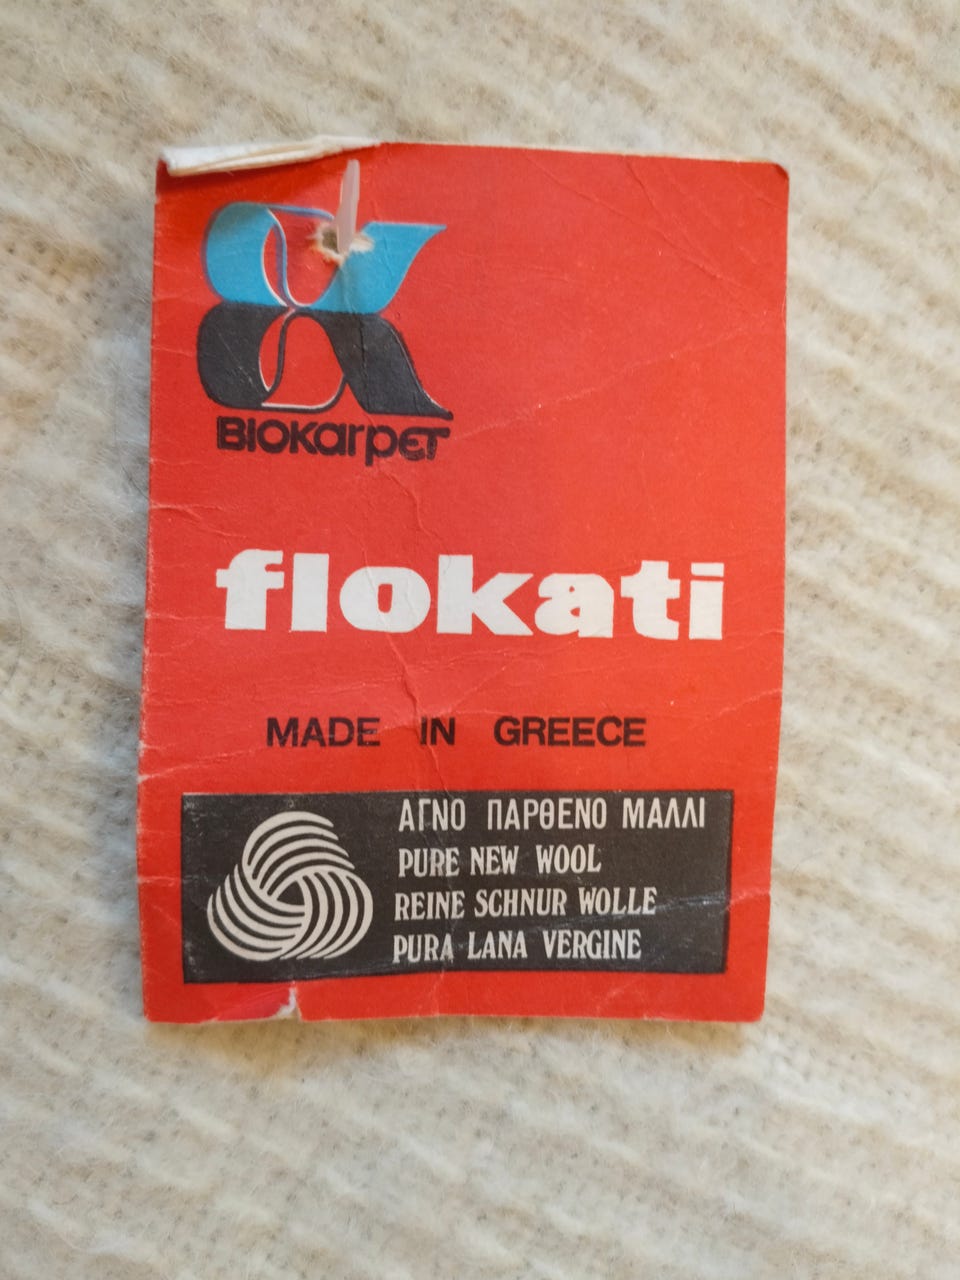 BIOKarpET
flokati
MADE IN GREECE
ΑΓΝΟ ΠΑΡΘΕΝΟ ΜΑΛΛΙ
PURE NEW WOOL
REINE SCHNUR WOLLE
PURA LANA VERGINE